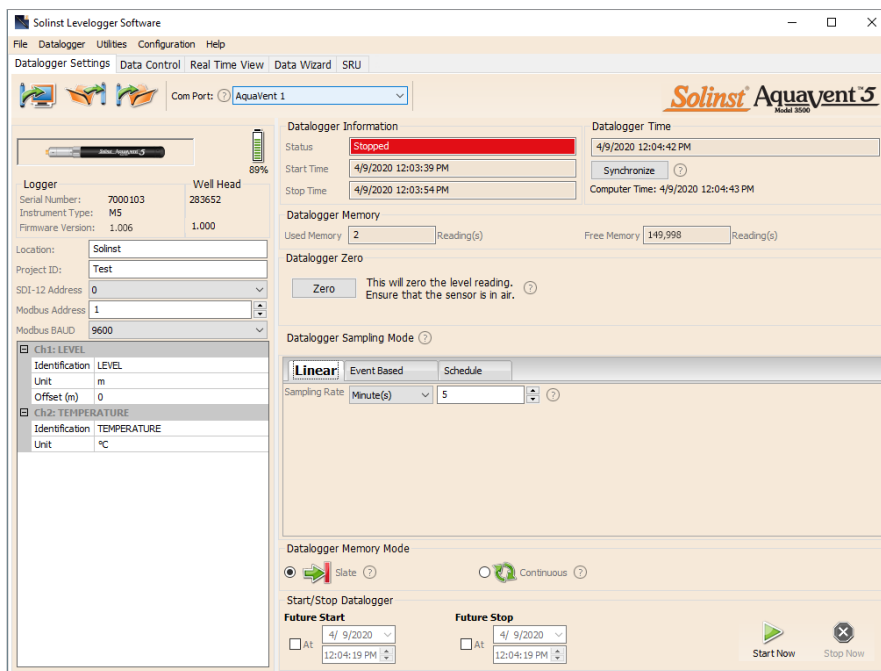 Solinst Levelogger Software
File Datalogger Utilities Configuration Help
Datalogger Settings Data Control Real Time View Data Wizard SRU
Com Port: ? AquaVent 1
Solinst® Aquavent™5
Model 3500
89%
Logger Well Head
Serial Number: 7000103 283652
Instrument Type: M5
Firmware Version: 1.006 1.000
Location: Solinst
Project ID: Test
SDI-12 Address 0
Modbus Address 1
Modbus BAUD 9600
Ch1: LEVEL
Identification LEVEL
Unit m
Offset (m) 0
Ch2: TEMPERATURE
Identification TEMPERATURE
Unit °C
Datalogger Information
Status Stopped
Start Time 4/9/2020 12:03:39 PM
Stop Time 4/9/2020 12:03:54 PM
Datalogger Time
4/9/2020 12:04:42 PM
Synchronize ?
Computer Time: 4/9/2020 12:04:43 PM
Datalogger Memory
Used Memory 2 Reading(s) Free Memory 149,998 Reading(s)
Datalogger Zero
Zero
This will zero the level reading.
Ensure that the sensor is in air. ?
Datalogger Sampling Mode ?
Linear Event Based Schedule
Sampling Rate Minute(s) 5 ?
Datalogger Memory Mode
Slate ? Continuous ?
Start/Stop Datalogger
Future Start Future Stop
At 4/ 9/2020 At 4/ 9/2020
12:04:19 PM 12:04:19 PM
Start Now Stop Now